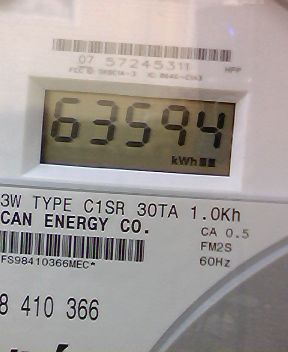 07 57245311
HPP
63594
kWh
3W TYPE C1SR 30TA 1.0Kh
CAN ENERGY CO.
CA 0.5
FM2S
FS98410366MEC*
60Hz
8 410 366